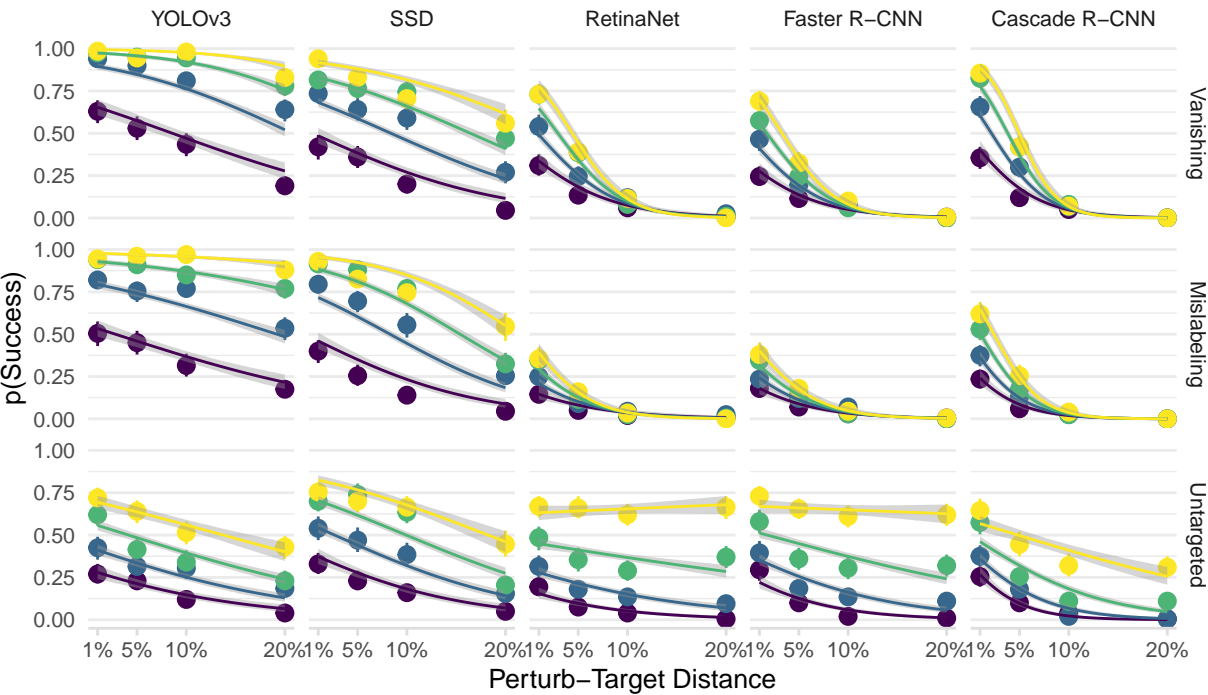 YOLOv3 SSD RetinaNet Faster R−CNN Cascade R−CNN
1.00
0.75
0.50
0.25
0.00
Vanishing
1.00
0.75
0.50
0.25
0.00
Mislabeling
1.00
0.75
0.50
0.25
0.00
Untargeted
p(Success)
1% 5% 10% 20% 1% 5% 10% 20% 1% 5% 10% 20% 1% 5% 10% 20% 1% 5% 10% 20%
Perturb−Target Distance